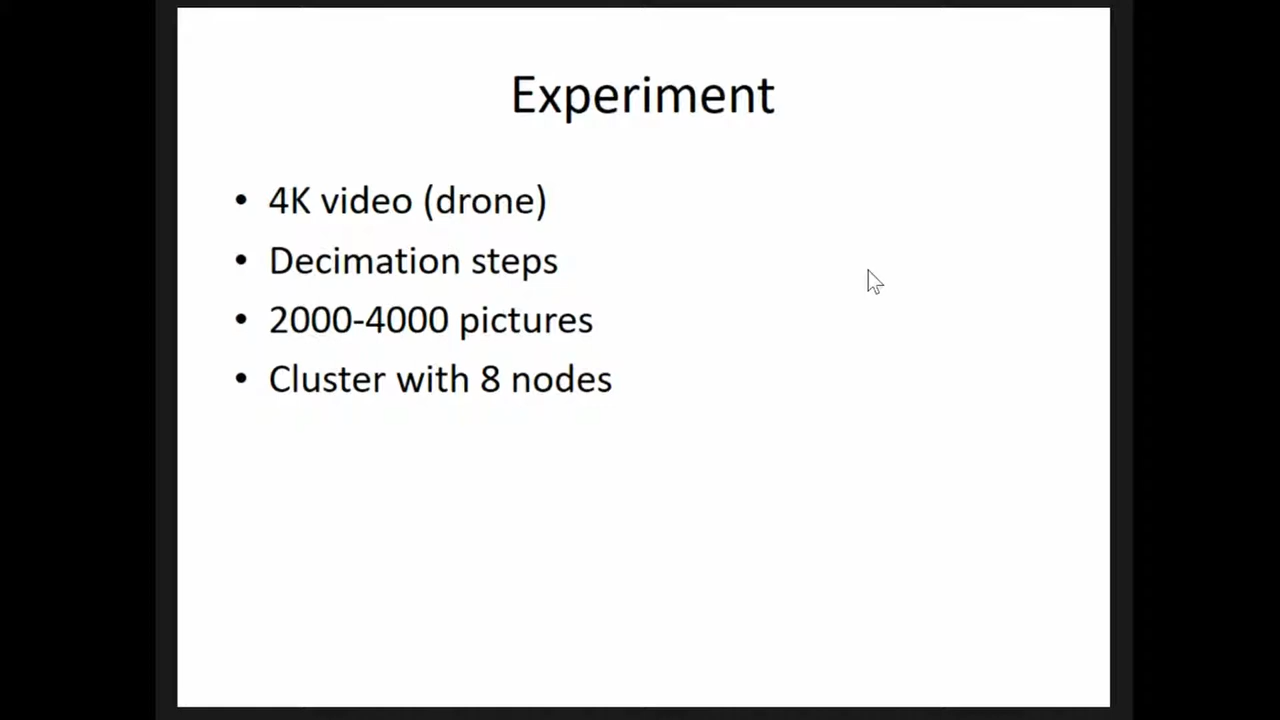 Experiment
• 4K video (drone)
• Decimation steps
• 2000-4000 pictures
• Cluster with 8 nodes